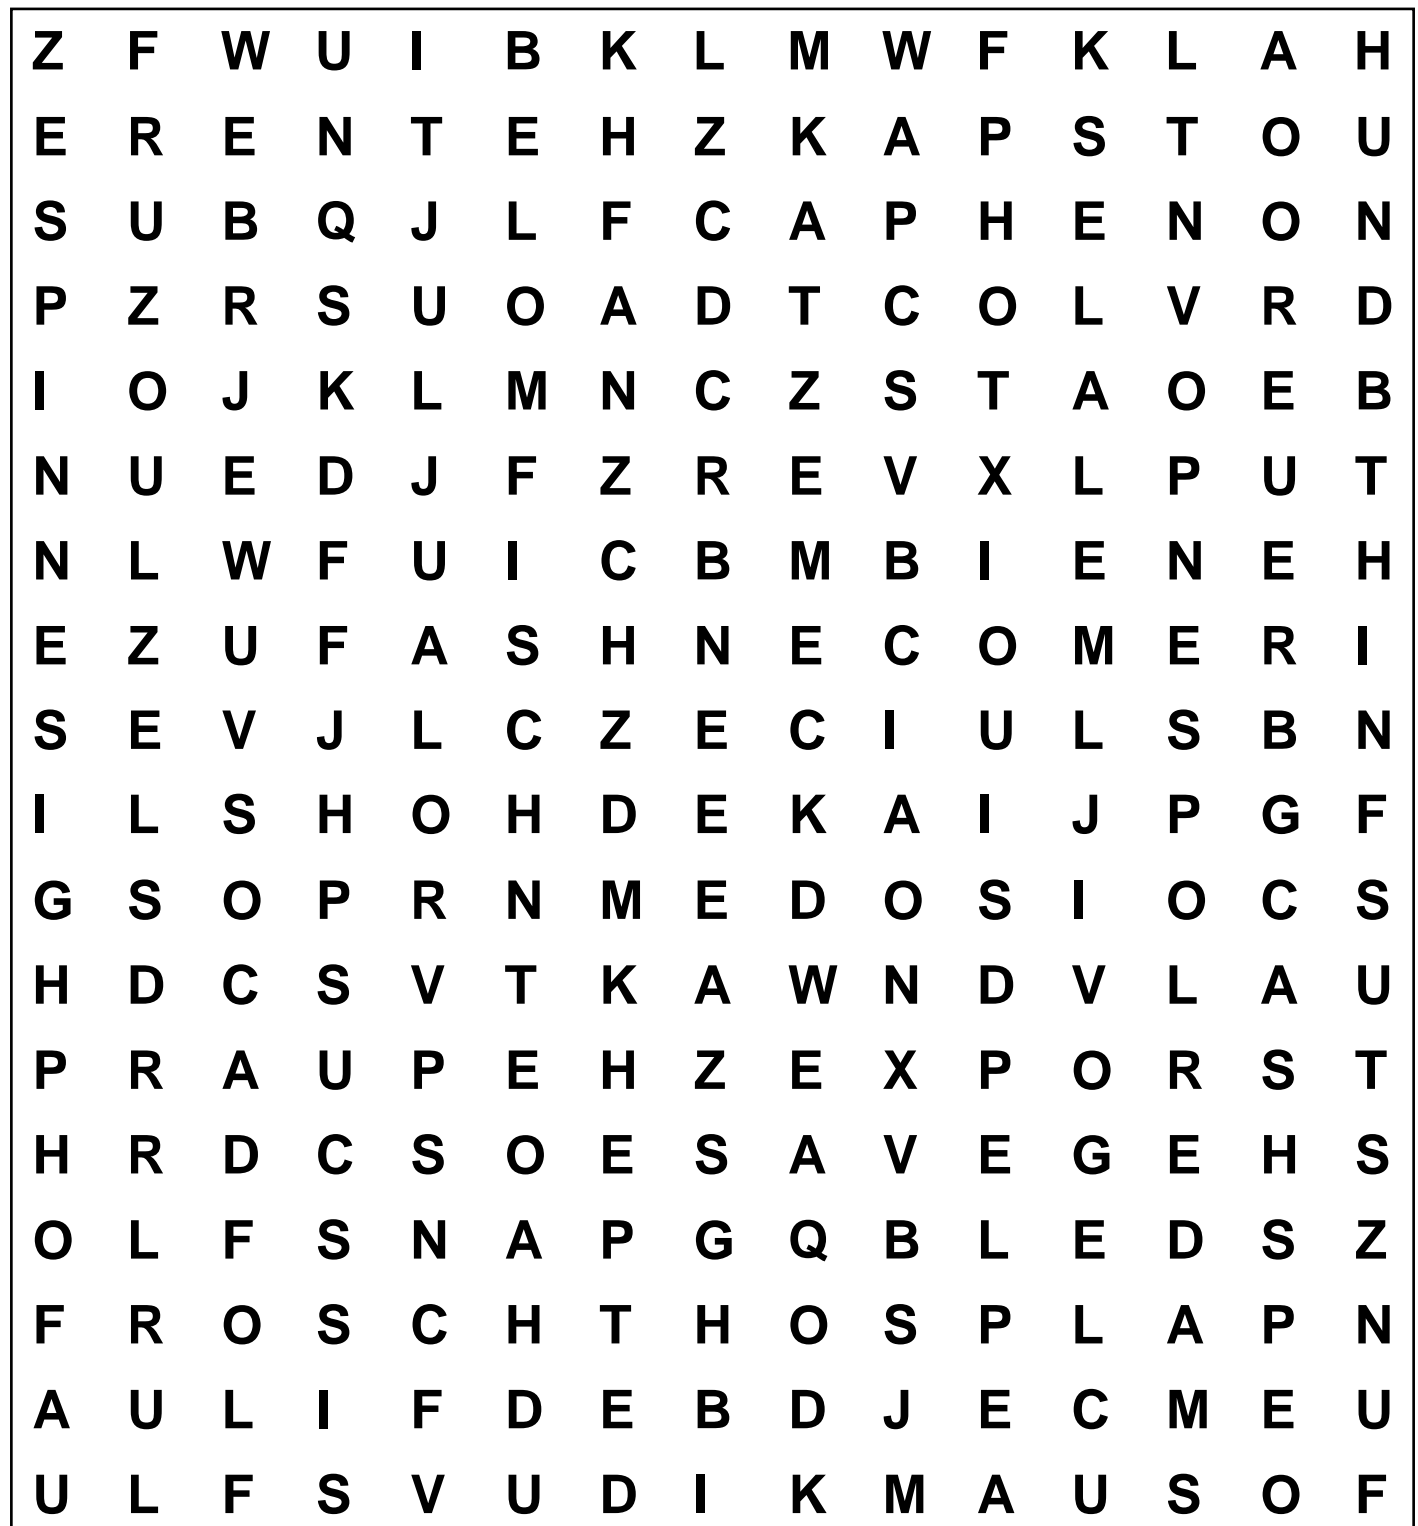 Z F W U I B K L M W F K L A H
E R E N T E H Z K A P S T O U
S U B Q J L F C A P H E N O N
P Z R S U O A D T C O L V R D
I O J K L M N C Z S T A O E B
N U E D J F Z R E V X L P U T
N L W F U I C B M B I E N E H
E Z U F A S H N E C O M E R I
S E V J L C Z E C I U L S B N
I L S H O H D E K A I J P G F
G S O P R N M E D O S I O C S
H D C S V T K A W N D V L A U
P R A U P E H Z E X P O R S T
H R D C S O E S A V E G E H S
O L F S N A P G Q B L E D S Z
F R O S C H T H O S P L A P N
A U L I F D E B D J E C M E U
U L F S V U D I K M A U S O F